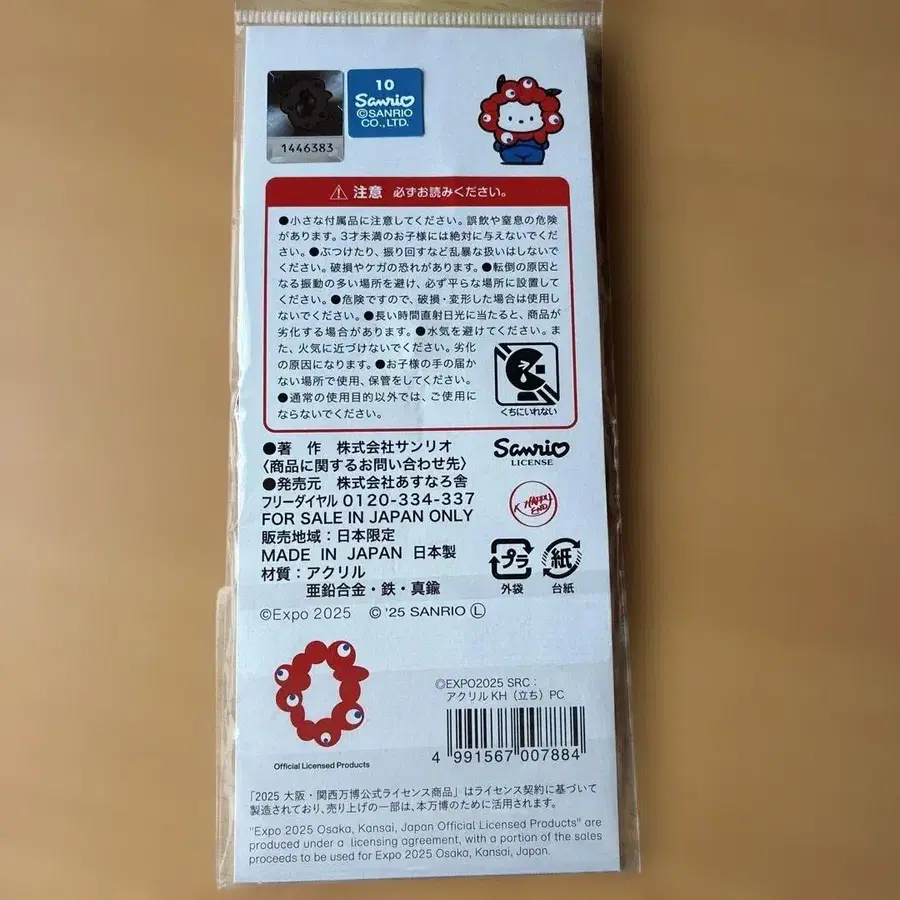 1446383
10
Sanrio
©SANRIO
CO., LTD.
注意 必ずお読みください。
●小さな付属品に注意してください。誤飲や窒息の危険
があります。3才未満のお子様には絶対に与えないでくだ
さい。●ぶつけたり、振り回すなど乱暴な扱いはしないで
ください。破損やケガの恐れがあります。●転倒の原因と
なる振動の多い場所を避け、必ず平らな場所に設置して
ください。●危険ですので、破損・変形した場合は使用し
ないでください。●長い時間直射日光に当たると、商品が
劣化する場合があります。●水気を避けてください。ま
た、火気に近づけないでください。劣化
の原因になります。●お子様の手の届か
ない場所で使用、保管をしてください。
●通常の使用目的以外では、ご使用に
ならないでください。
くちにいれない
●著 作 株式会社サンリオ
〈商品に関するお問い合わせ先〉
●発売元 株式会社あすなろ舎
フリーダイヤル 0120-334-337
FOR SALE IN JAPAN ONLY
販売地域：日本限定
MADE IN JAPAN 日本製
材質：アクリル
亜鉛合金・鉄・真鍮
Sanrio
LICENSE
K HAPPY
END
プラ
外袋
紙
台紙
©Expo 2025 © '25 SANRIO Ⓛ
Official Licensed Products
©EXPO2025 SRC：
アクリルKH（立ち）PC
4 991567 007884
「2025 大阪・関西万博公式ライセンス商品」はライセンス契約に基づいて
製造されており、売り上げの一部は、本万博のために活用されます。
"Expo 2025 Osaka, Kansai, Japan Official Licensed Products" are
produced under a licensing agreement, with a portion of the sales
proceeds to be used for Expo 2025 Osaka, Kansai, Japan.